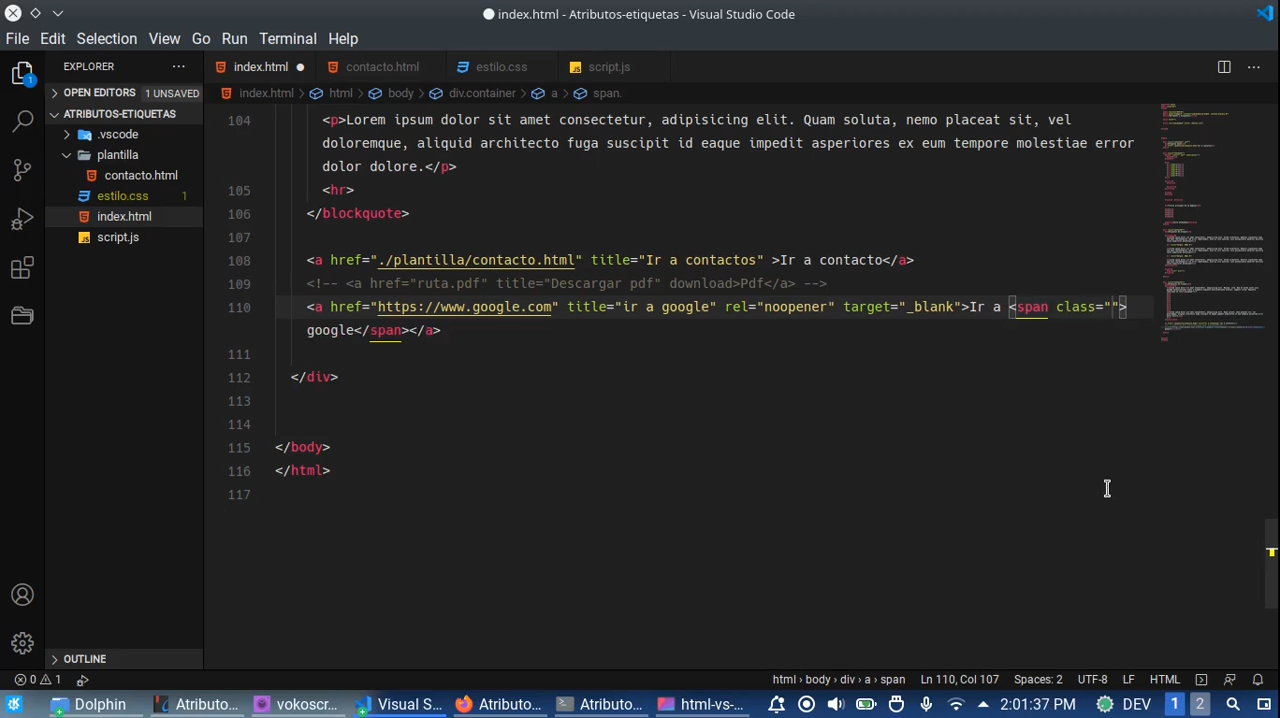 index.html - Atributos-etiquetas - Visual Studio Code
File Edit Selection View Go Run Terminal Help
EXPLORER
index.html contacto.html estilo.css script.js
OPEN EDITORS 1 UNSAVED
index.html html body div.container a span.
ATRIBUTOS-ETIQUETAS
.vscode
plantilla
contacto.html
estilo.css 1
index.html
script.js
104 <p>Lorem ipsum dolor sit amet consectetur, adipisicing elit. Quam soluta, nemo placeat sit, vel
doloremque, aliquid architecto fuga suscipit id eaque impedit asperiores ex eum tempore molestiae error
dolor dolore.</p>
105 <hr>
106 </blockquote>
107
108 <a href="./plantilla/contacto.html" title="Ir a contactos" >Ir a contacto</a>
109 <!-- <a href="ruta.pdf" title="Descargar pdf" download>Pdf</a> -->
110 <a href="https://www.google.com" title="ir a google" rel="noopener" target="_blank">Ir a <span class="">
google</span></a>
111
112 </div>
113
114
115 </body>
116 </html>
117
OUTLINE
0 1 html › body › div › a › span Ln 110, Col 107 Spaces: 2 UTF-8 LF HTML
Dolphin Atributo... vokoscr... Visual S... Atributo... Atributo... html-vs-... DEV 1 2 2:01:37 PM
1